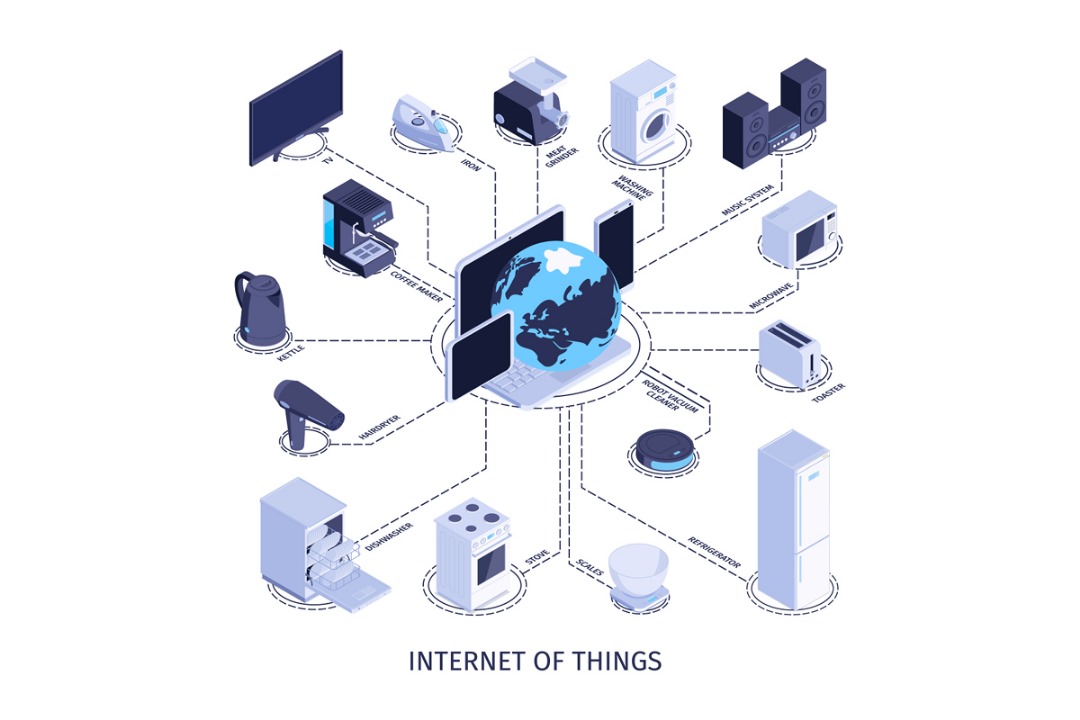 TV
IRON
MEAT
GRINDER
WASHING
MACHINE
MUSIC SYSTEM
COFFEE MAKER
MICROWAVE
KETTLE
TOASTER
ROBOT VACUUM
CLEANER
HAIRDRYER
DISHWASHER
STOVE
SCALES
REFRIGERATOR
INTERNET OF THINGS